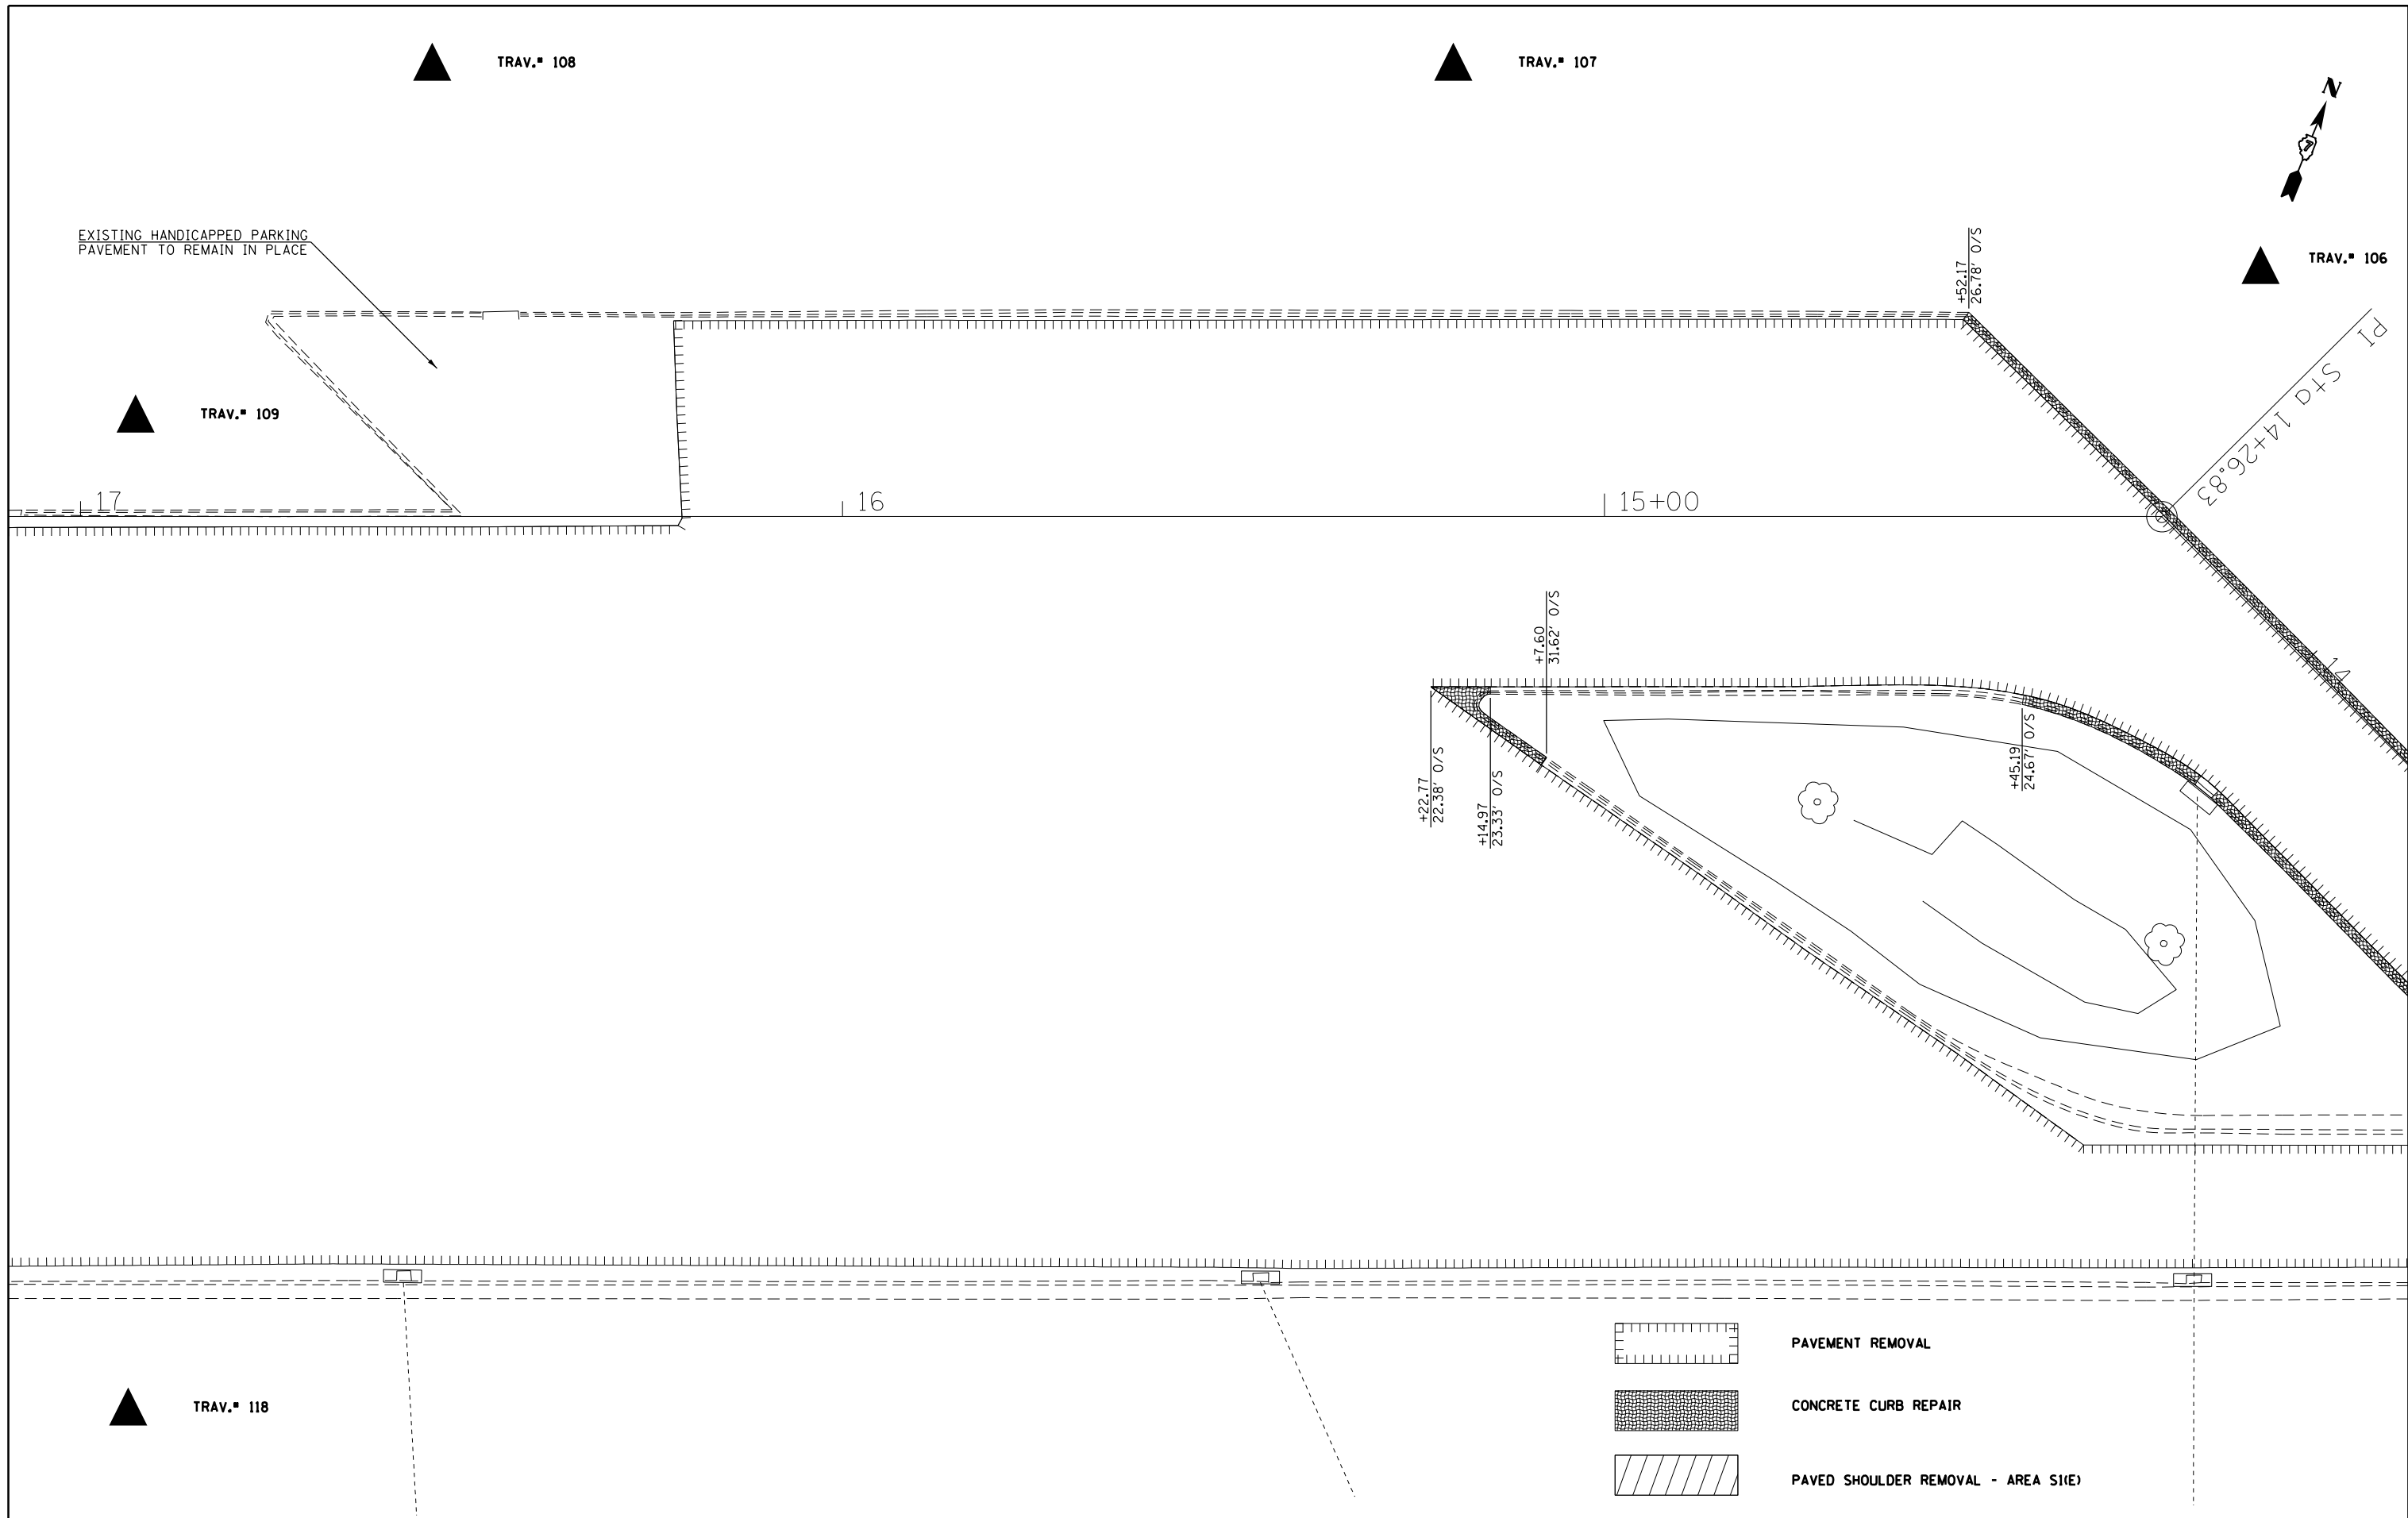 TRAV.# 108
TRAV.# 107
N
7
EXISTING HANDICAPPED PARKING
PAVEMENT TO REMAIN IN PLACE
+52.17
26.78' O/S
TRAV.# 106
PI Sta 14+26.83
TRAV.# 109
17
16
15+00
+7.60
31.62' O/S
14
+22.77
22.38' O/S
+14.97
23.33' O/S
+45.19
24.67' O/S
PAVEMENT REMOVAL
CONCRETE CURB REPAIR
TRAV.# 118
PAVED SHOULDER REMOVAL - AREA S1(E)